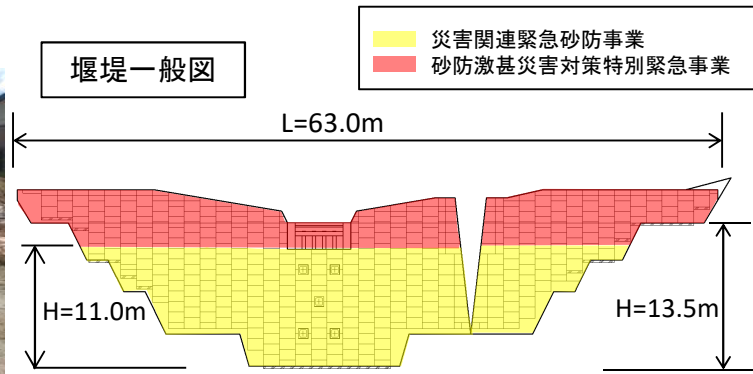 災害関連緊急砂防事業
砂防激甚災害対策特別緊急事業
堰堤一般図
L=63.0m
H=11.0m
H=13.5m